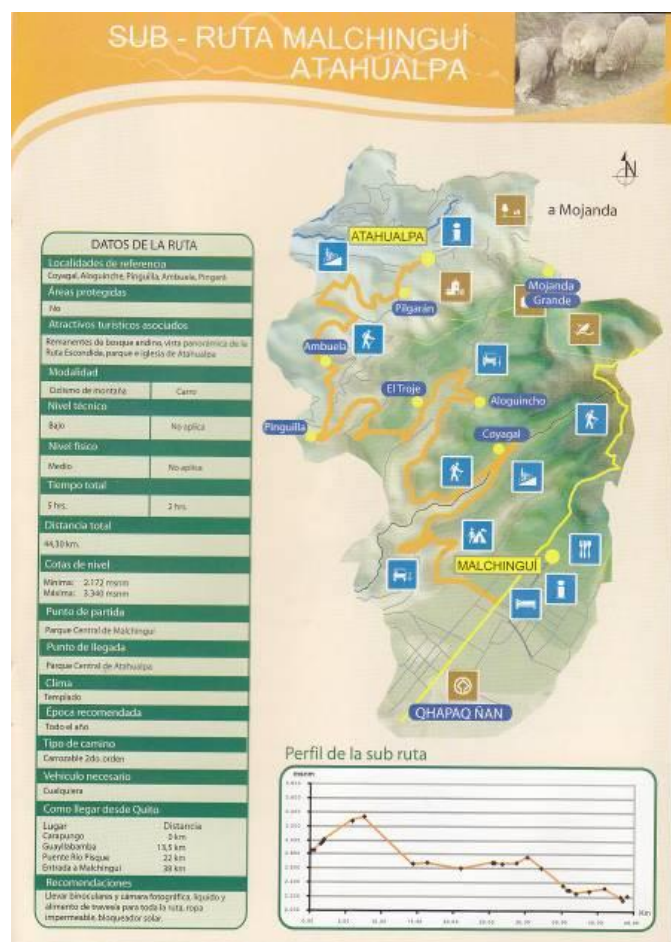 SUB - RUTA MALCHINGUÍ
ATAHUALPA
N
a Mojanda
ATAHUALPA
Mojanda
Grande
Pilgarán
Ambuela
El Troje
Aloguincho
Pinguilla
Coyagal
MALCHINGUÍ
QHAPAQ ÑAN
DATOS DE LA RUTA
Localidades de referencia
Coyagal, Aloguinche, Pinguilla, Ambuela, Pingará
Áreas protegidas
No
Atractivos turísticos asociados
Remanentes de bosque andino, vista panorámica de la
Ruta Escondida, parque e iglesia de Atahualpa
Modalidad
Ciclismo de montaña Carro
Nivel técnico
Bajo No aplica
Nivel físico
Medio No aplica
Tiempo total
5 hrs. 2 hrs.
Distancia total
44,30 km.
Cotas de nivel
Mínima: 2.172 msnm
Máxima: 3.340 msnm
Punto de partida
Parque Central de Malchinguí
Punto de llegada
Parque Central de Atahualpa
Clima
Templado
Época recomendada
Todo el año
Tipo de camino
Carrozable 2do. orden
Vehículo necesario
Cualquiera
Como llegar desde Quito
Lugar Distancia
Carapungo 0 km
Guayllabamba 13,5 km
Puente Río Pisque 22 km
Entrada a Malchinguí 38 km
Recomendaciones
Llevar binoculares y cámara fotográfica, líquido y
alimento de travesía para toda la ruta, ropa
impermeable, bloqueador solar.
Perfil de la sub ruta
msnm
Km